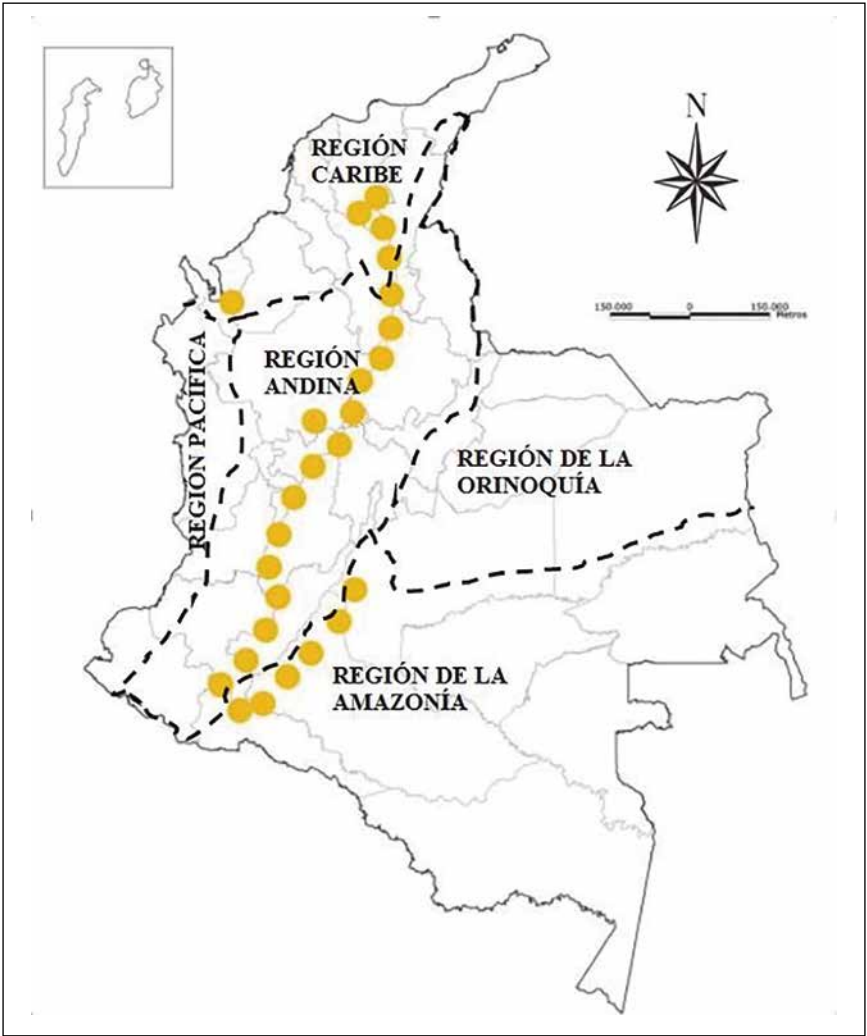 N
REGIÓN
CARIBE
150.000 0 150.000
Metros
REGIÓN PACÍFICA
REGIÓN
ANDINA
REGIÓN DE LA
ORINOQUÍA
REGIÓN DE LA
AMAZONÍA